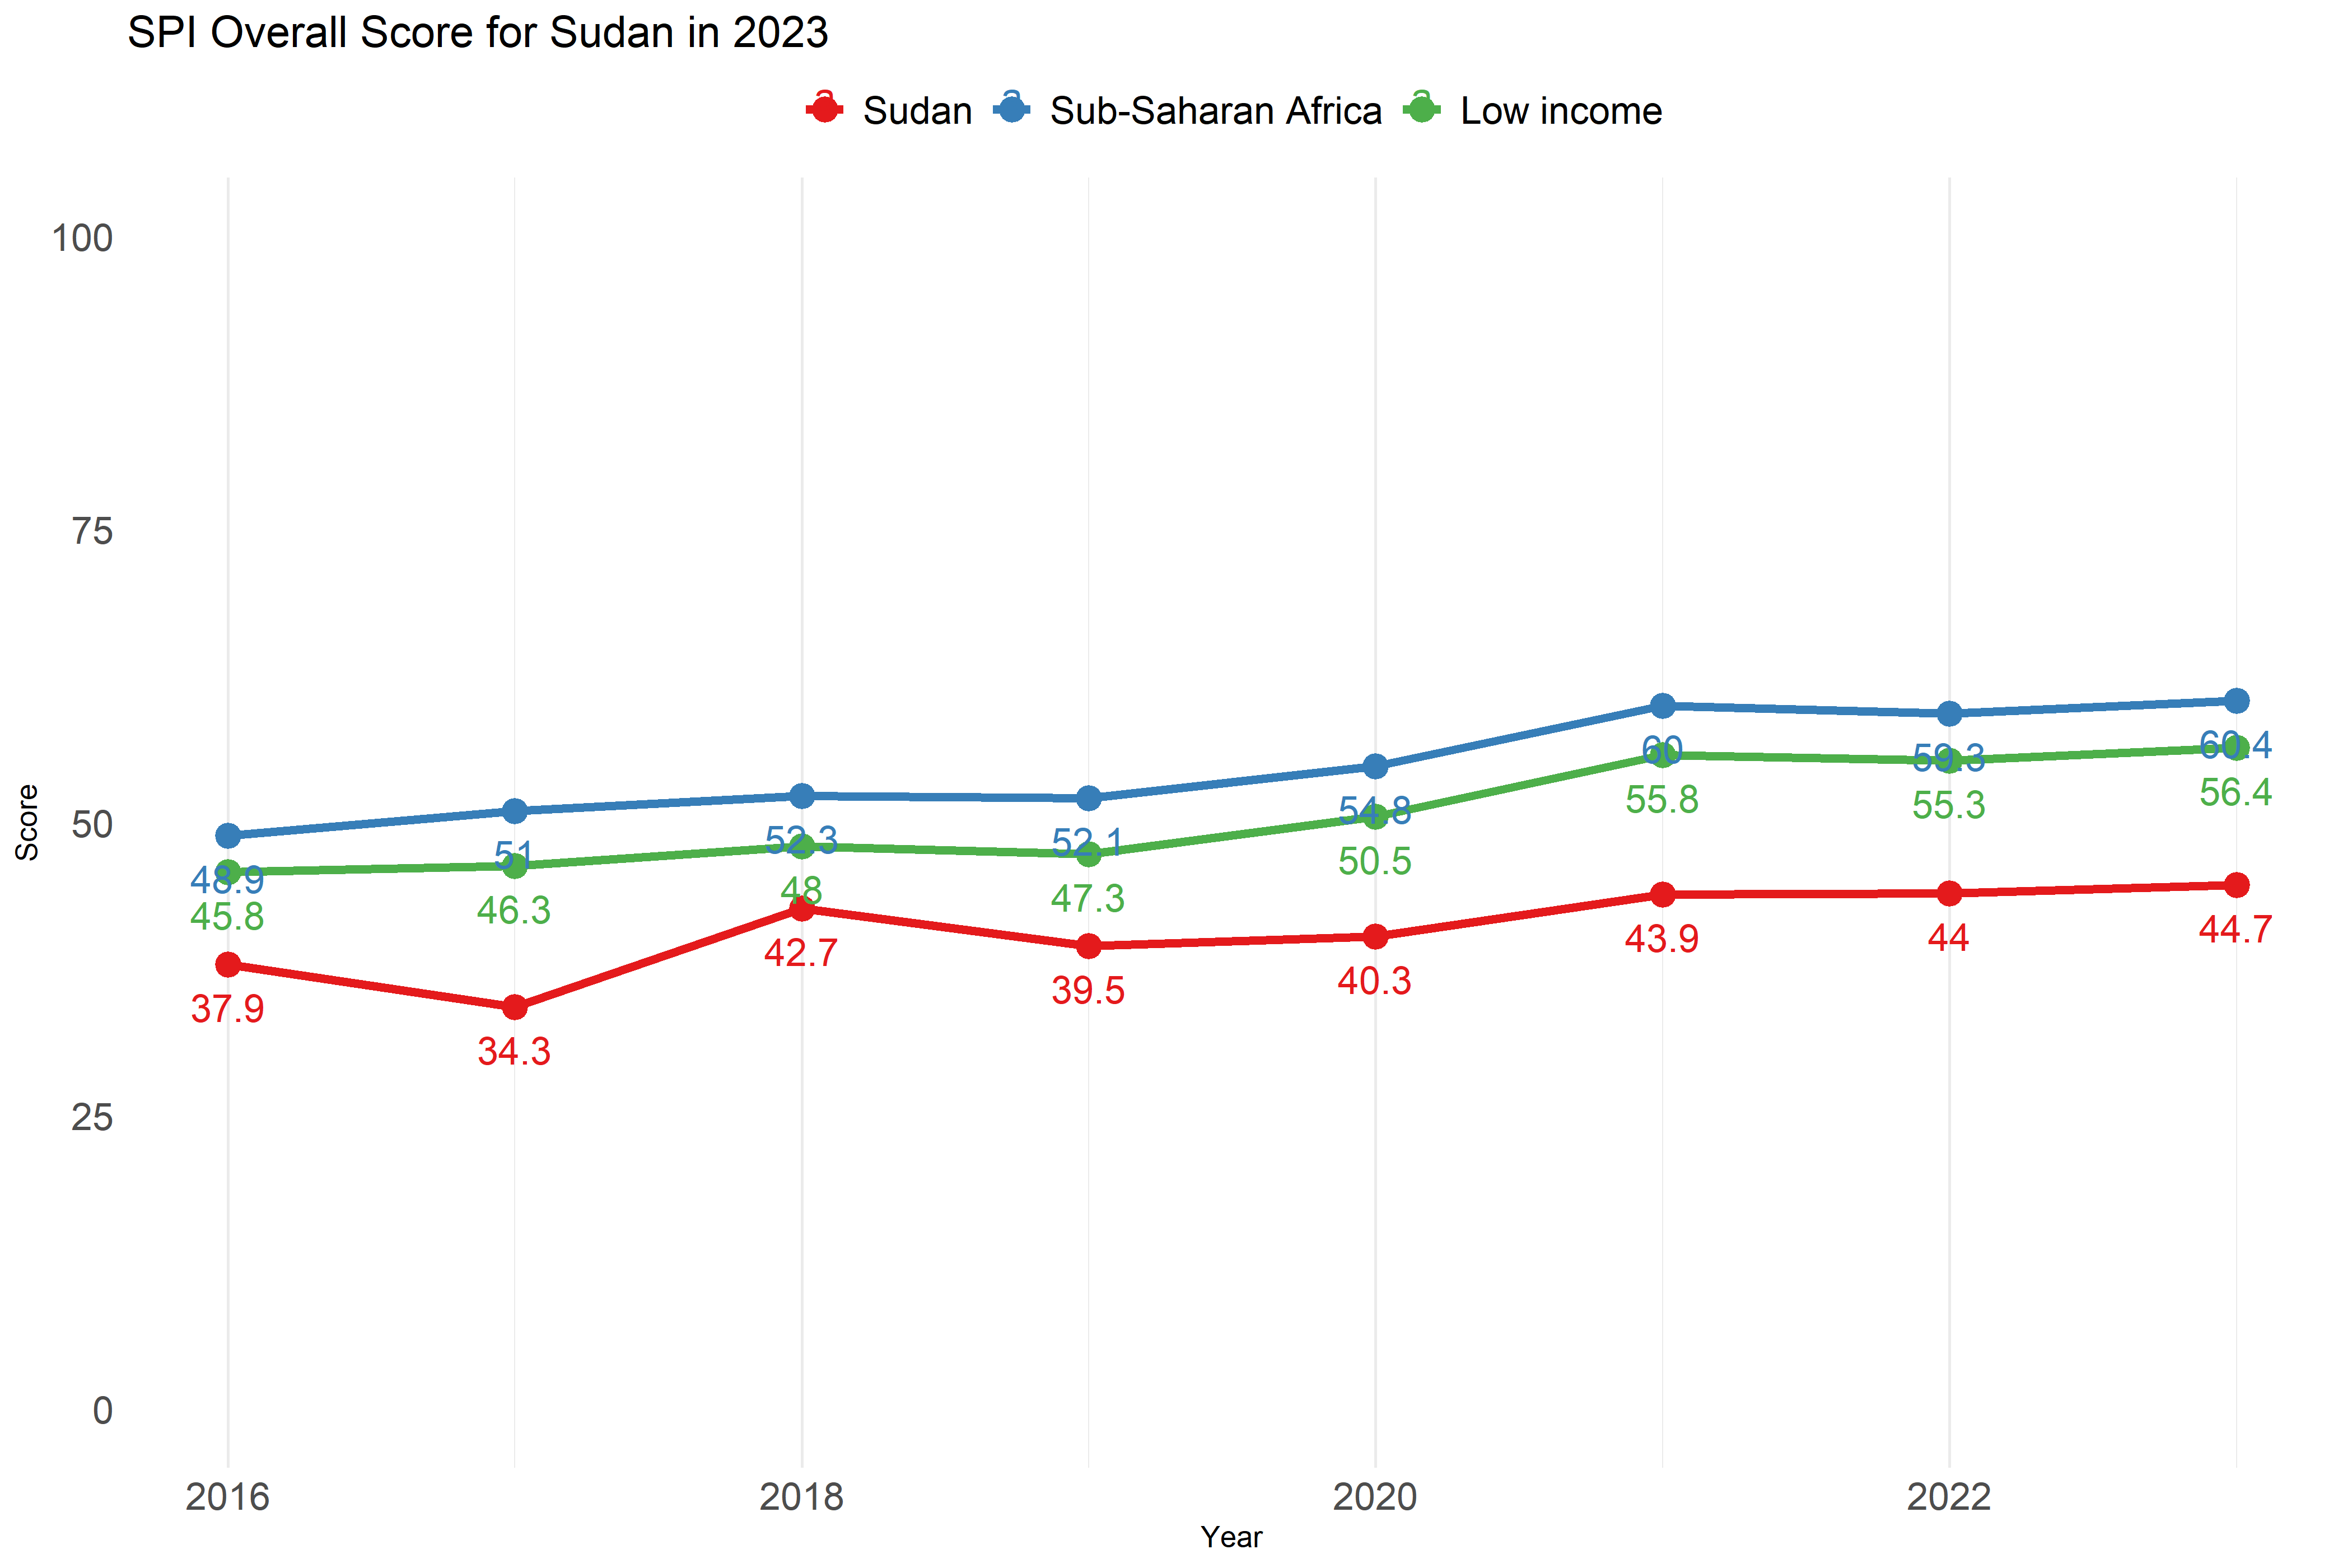 SPI Overall Score for Sudan in 2023
Sudan Sub-Saharan Africa Low income
100
75
50
25
0
Score
48.9 51 52.3 52.1 54.8 60 59.3 60.4
45.8 46.3 48 47.3 50.5 55.8 55.3 56.4
37.9 34.3 42.7 39.5 40.3 43.9 44 44.7
2016 2018 2020 2022
Year